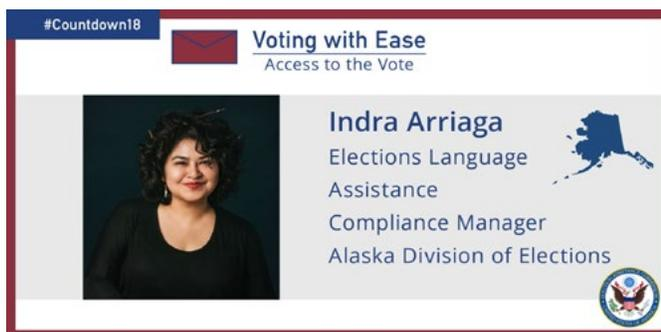 #Countdown18
Voting with Ease
Access to the Vote
Indra Arriaga
Elections Language
Assistance
Compliance Manager
Alaska Division of Elections